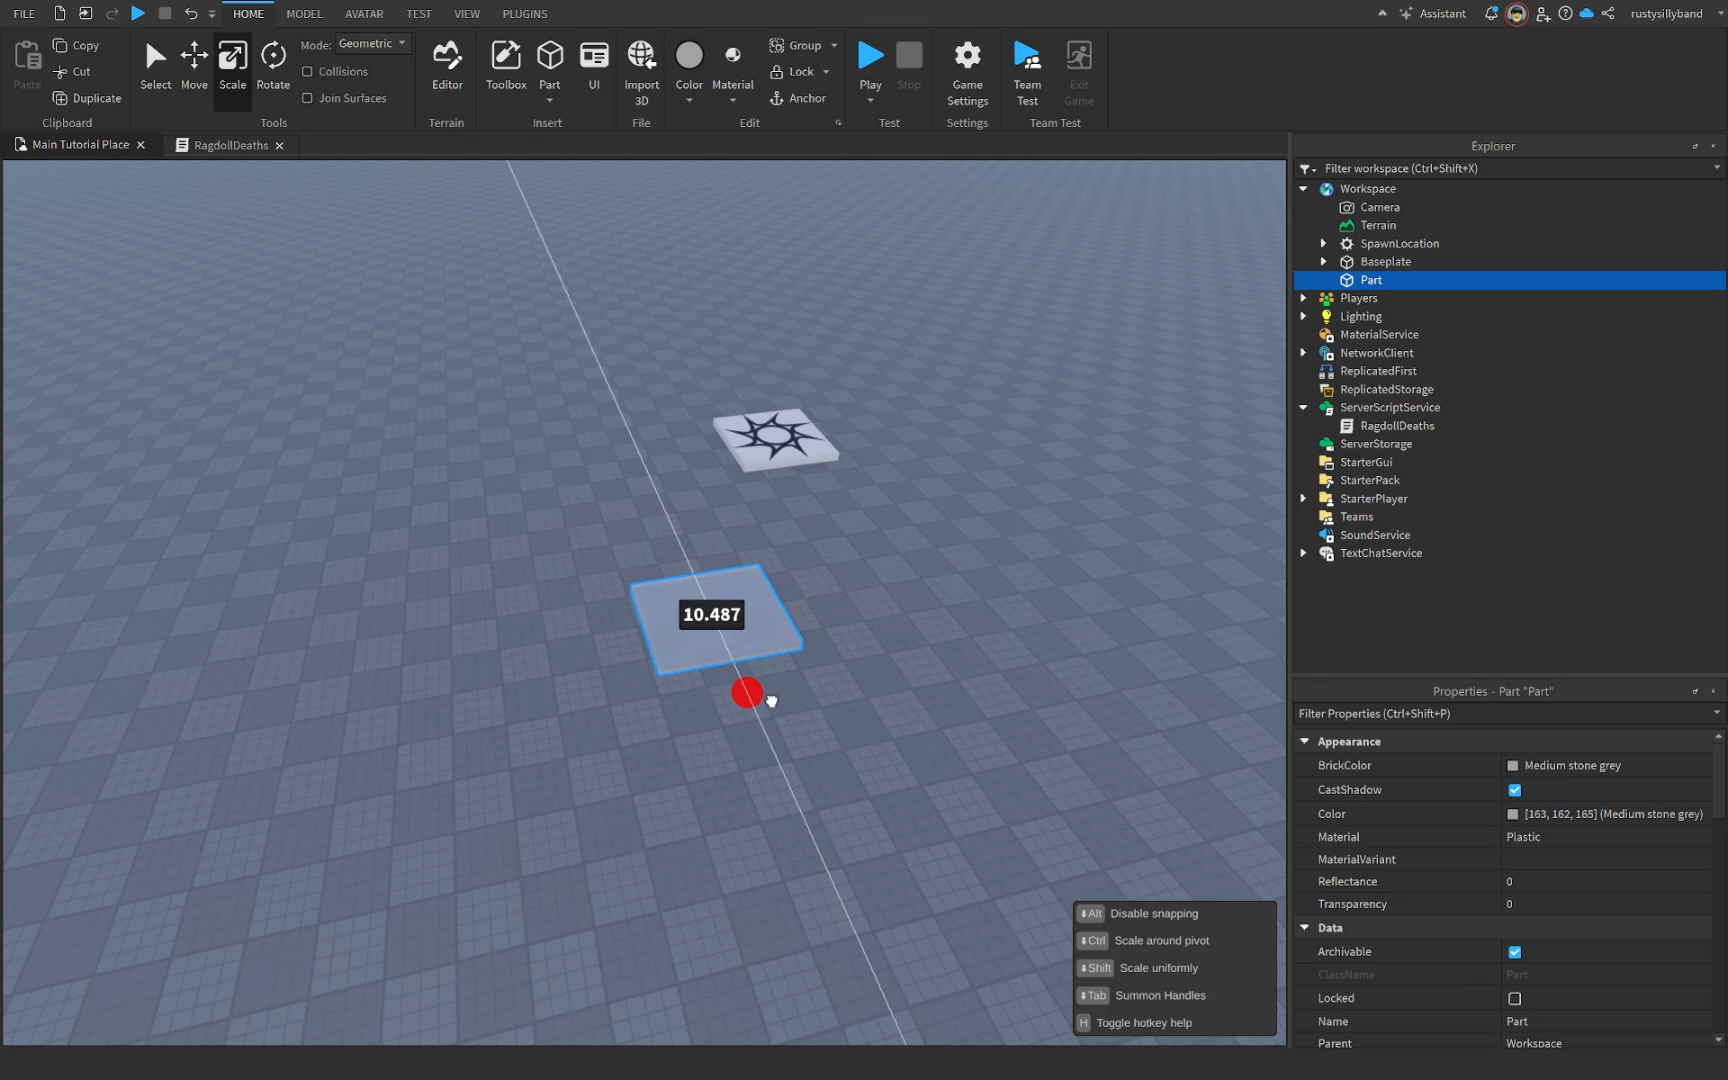 FILE HOME MODEL AVATAR TEST VIEW PLUGINS Assistant rustysillyband
Paste Copy Cut Duplicate Clipboard
Select Move Scale Rotate Mode: Geometric Collisions Join Surfaces Tools
Editor Terrain
Toolbox Part UI Insert
Import 3D File
Color Material Group Lock Anchor Edit
Play Stop Test
Game Settings Settings
Team Test Exit Game Team Test
Main Tutorial Place RagdollDeaths
10.487
Alt Disable snapping
Ctrl Scale around pivot
Shift Scale uniformly
Tab Summon Handles
H Toggle hotkey help
Explorer
Filter workspace (Ctrl+Shift+X)
Workspace
Camera
Terrain
SpawnLocation
Baseplate
Part
Players
Lighting
MaterialService
NetworkClient
ReplicatedFirst
ReplicatedStorage
ServerScriptService
RagdollDeaths
ServerStorage
StarterGui
StarterPack
StarterPlayer
Teams
SoundService
TextChatService
Properties - Part "Part"
Filter Properties (Ctrl+Shift+P)
Appearance
BrickColor Medium stone grey
CastShadow
Color [163, 162, 165] (Medium stone grey)
Material Plastic
MaterialVariant
Reflectance 0
Transparency 0
Data
Archivable
ClassName Part
Locked
Name Part
Parent Workspace